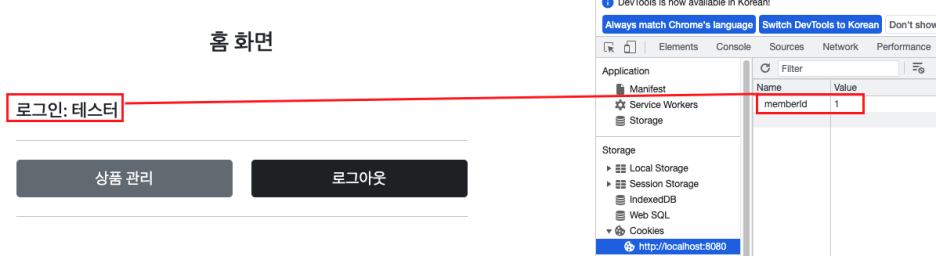 홈 화면
로그인: 테스터
상품 관리
로그아웃
DevTools is now available in Korean!
Always match Chrome's language
Switch DevTools to Korean
Don't show
Elements
Console
Sources
Network
Performance
Application
Manifest
Service Workers
Storage
Storage
Local Storage
Session Storage
IndexedDB
Web SQL
Cookies
http://localhost:8080
Filter
Name
Value
memberId
1